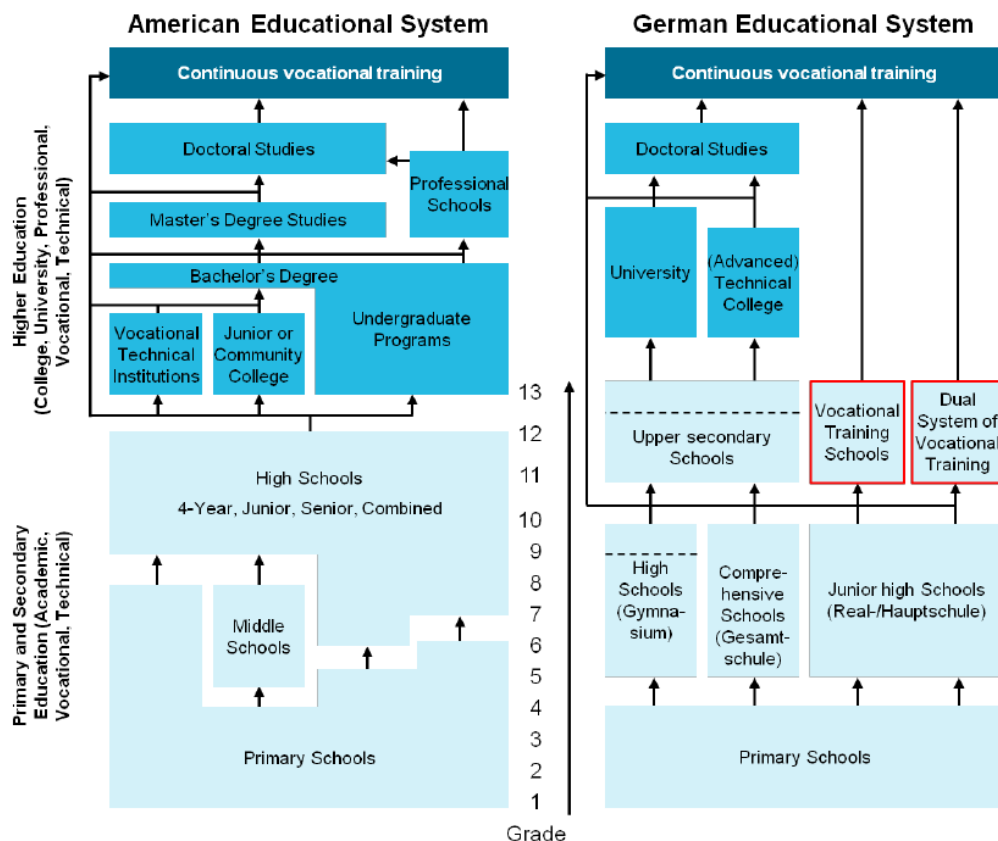 American Educational System
German Educational System
Higher Education
(College, University, Professional,
Vocational, Technical)
Primary and Secondary
Education (Academic,
Vocational, Technical)
Continuous vocational training
Doctoral Studies
Professional
Schools
Master's Degree Studies
Bachelor's Degree
Undergraduate
Programs
Vocational
Technical
Institutions
Junior or
Community
College
High Schools
4-Year, Junior, Senior, Combined
Middle
Schools
Primary Schools
13
12
11
10
9
8
7
6
5
4
3
2
1
Grade
Continuous vocational training
Doctoral Studies
University
(Advanced)
Technical
College
Upper secondary
Schools
Vocational
Training
Schools
Dual
System of
Vocational
Training
High
Schools
(Gymna-
sium)
Compre-
hensive
Schools
(Gesamt-
schule)
Junior high Schools
(Real-/Hauptschule)
Primary Schools